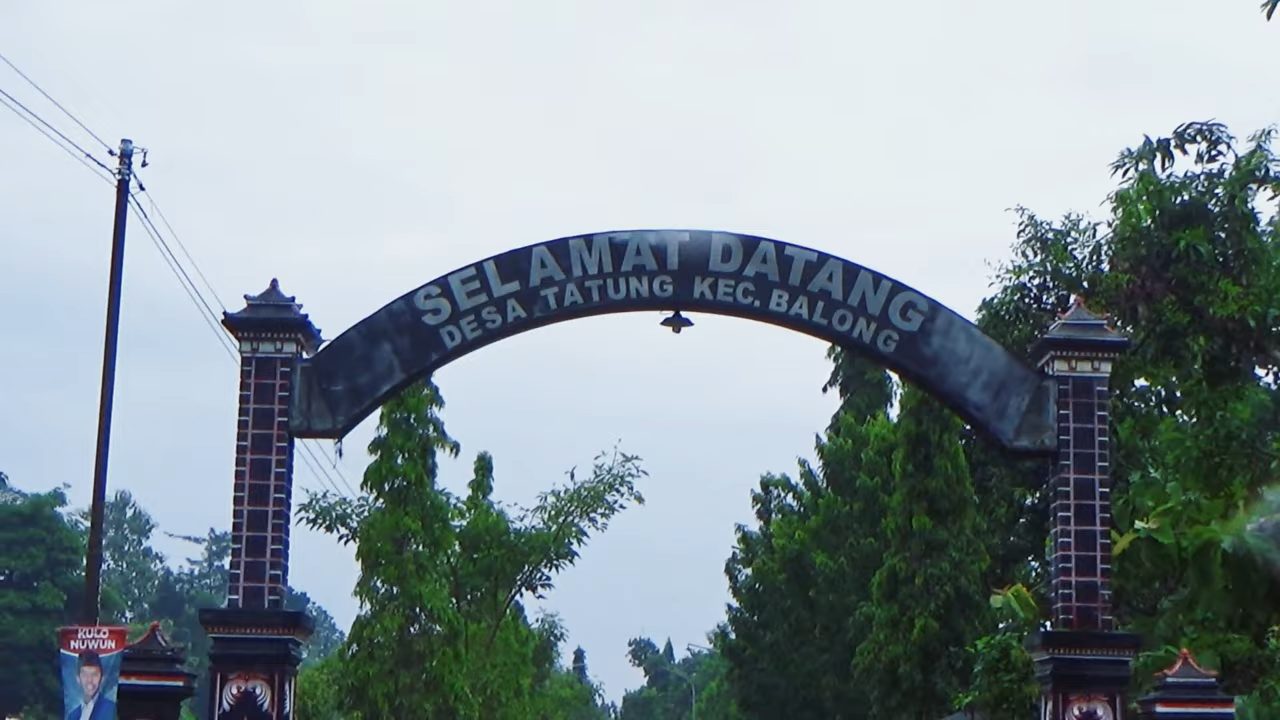 SELAMAT DATANG
DESA TATUNG KEC. BALONG
KULO
NUWUN